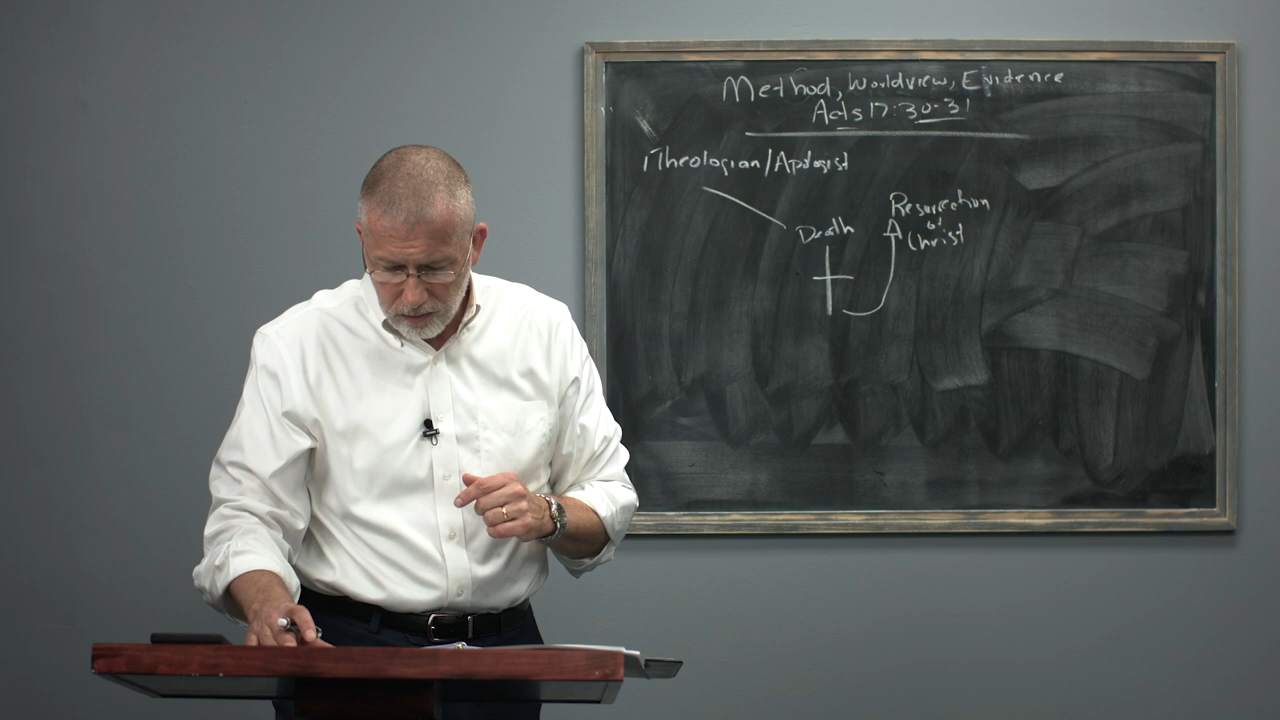 Method, Worldview, Evidence
Acts 17:30-31
Theologian/Apologist
Death
Resurrection
of
Christ